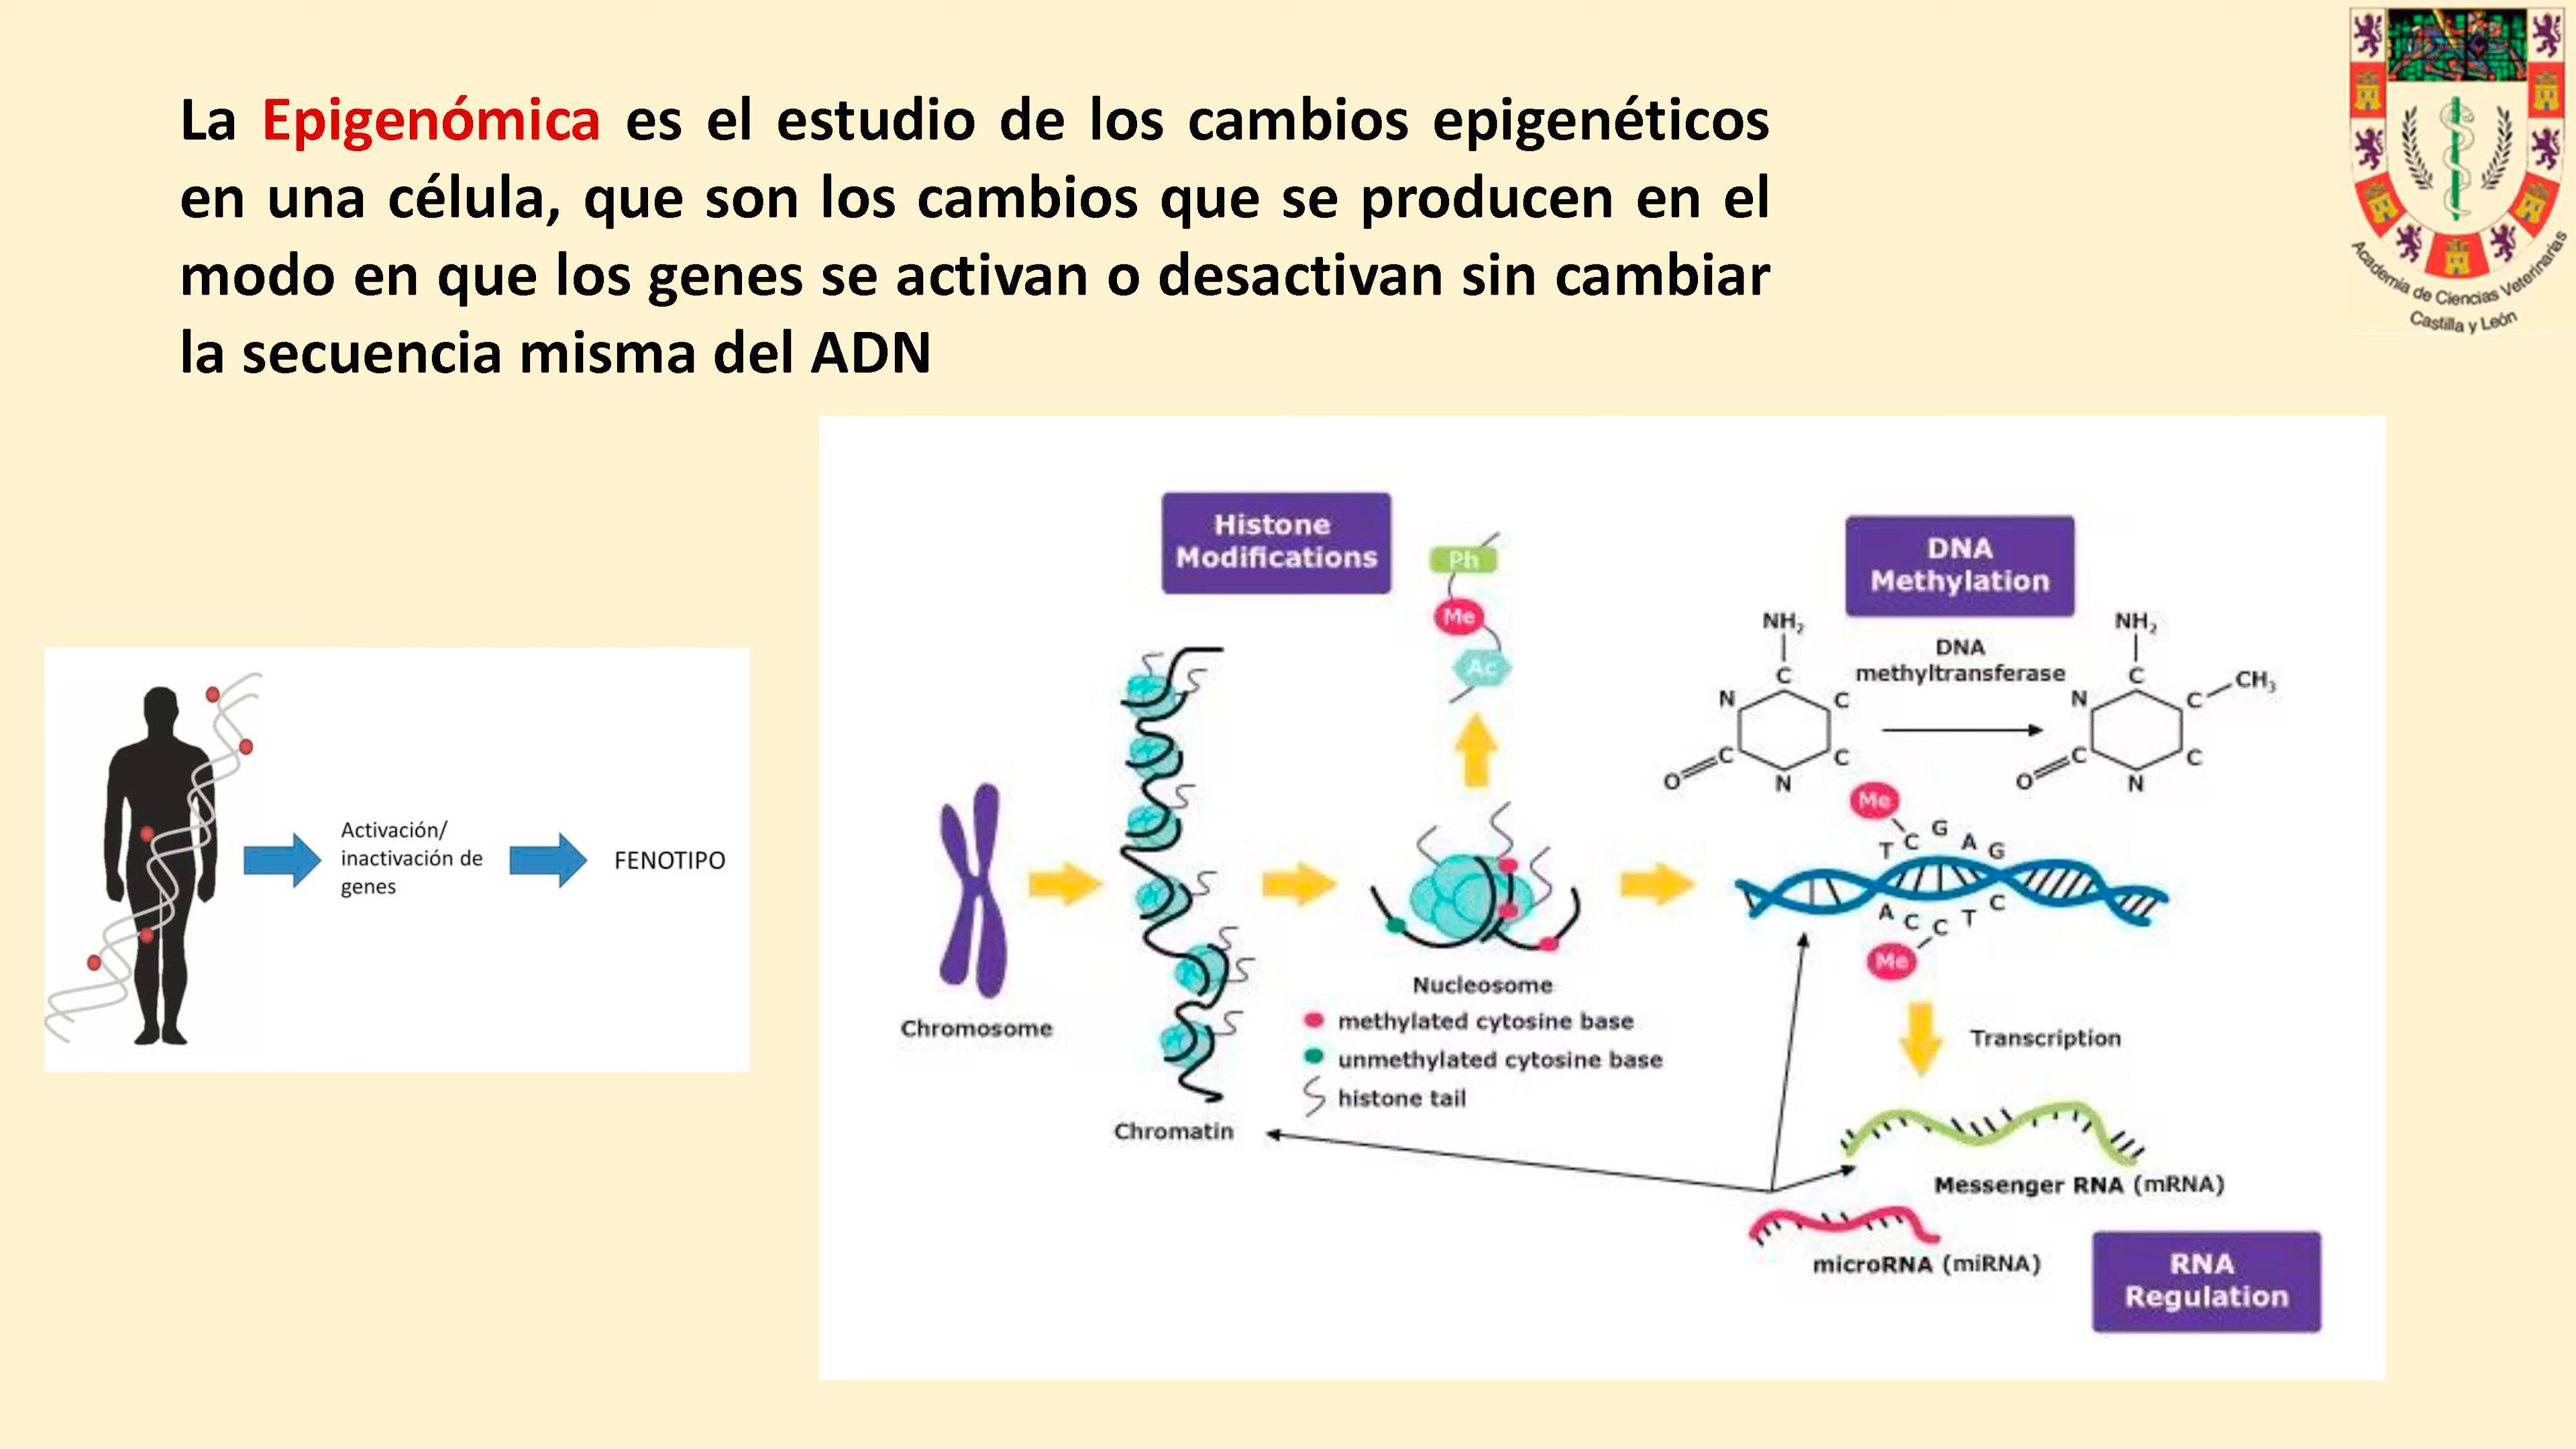 La Epigenómica es el estudio de los cambios epigenéticos
en una célula, que son los cambios que se producen en el
modo en que los genes se activan o desactivan sin cambiar
la secuencia misma del ADN
Academia de Ciencias Veterinarias
Castilla y León
Activación/
inactivación de
genes
FENOTIPO
Histone
Modifications
Ph
Me
Ac
DNA
Methylation
NH₂
C
N
C
C
O
C
N
DNA
methyltransferase
NH₂
C
N
C
CH₃
C
O
C
N
Me
T C G A G
A C C T C
Me
Chromosome
Chromatin
Nucleosome
methylated cytosine base
unmethylated cytosine base
histone tail
Transcription
Messenger RNA (mRNA)
microRNA (miRNA)
RNA
Regulation